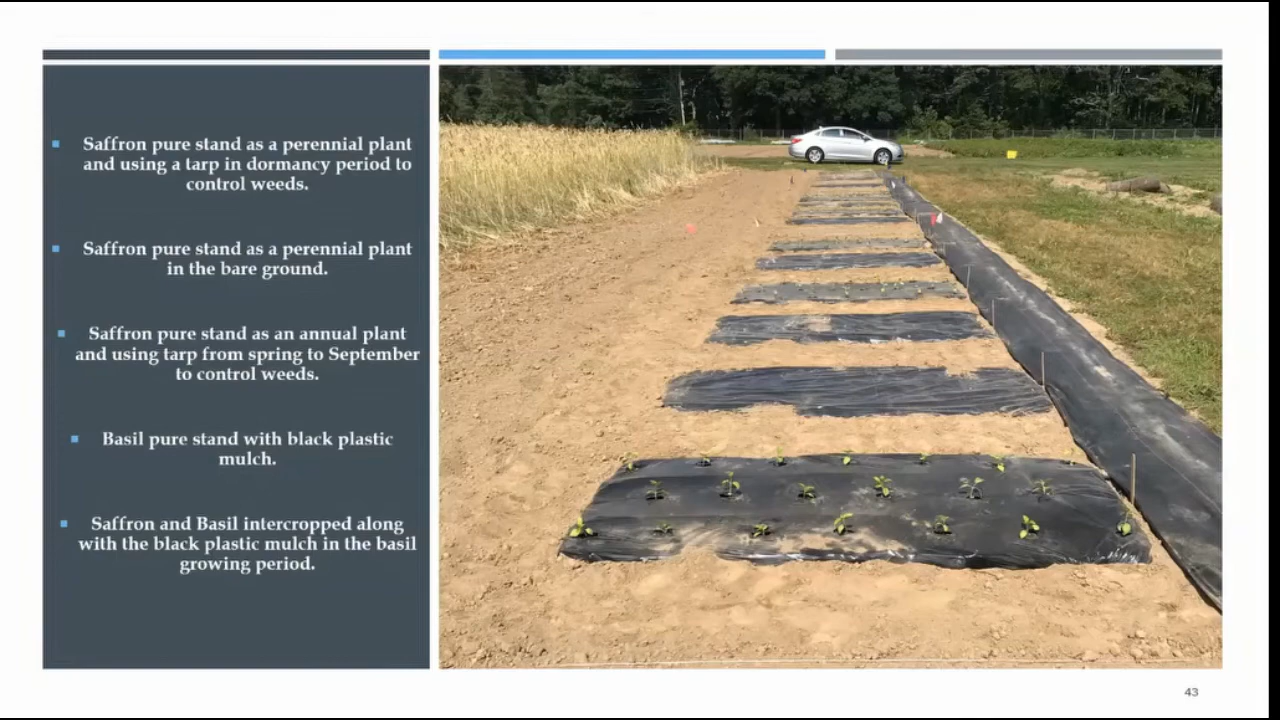 Saffron pure stand as a perennial plant
and using a tarp in dormancy period to
control weeds.
Saffron pure stand as a perennial plant
in the bare ground.
Saffron pure stand as an annual plant
and using tarp from spring to September
to control weeds.
Basil pure stand with black plastic
mulch.
Saffron and Basil intercropped along
with the black plastic mulch in the basil
growing period.
43